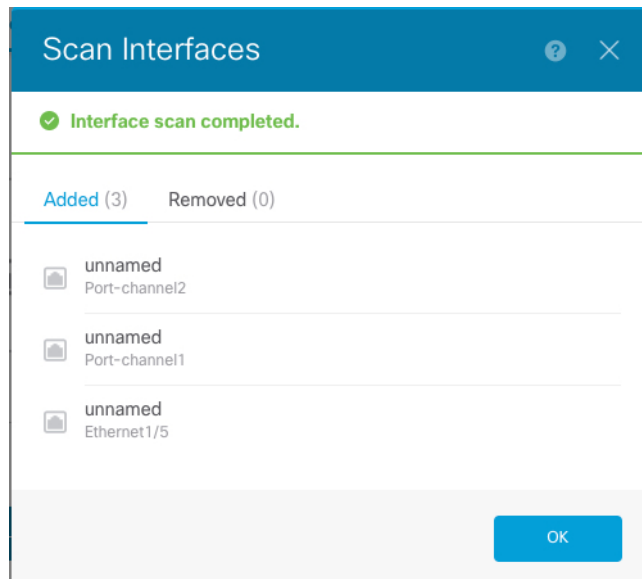 Scan Interfaces
?
Interface scan completed.
Added (3) Removed (0)
unnamed
Port-channel2
unnamed
Port-channel1
unnamed
Ethernet1/5
OK